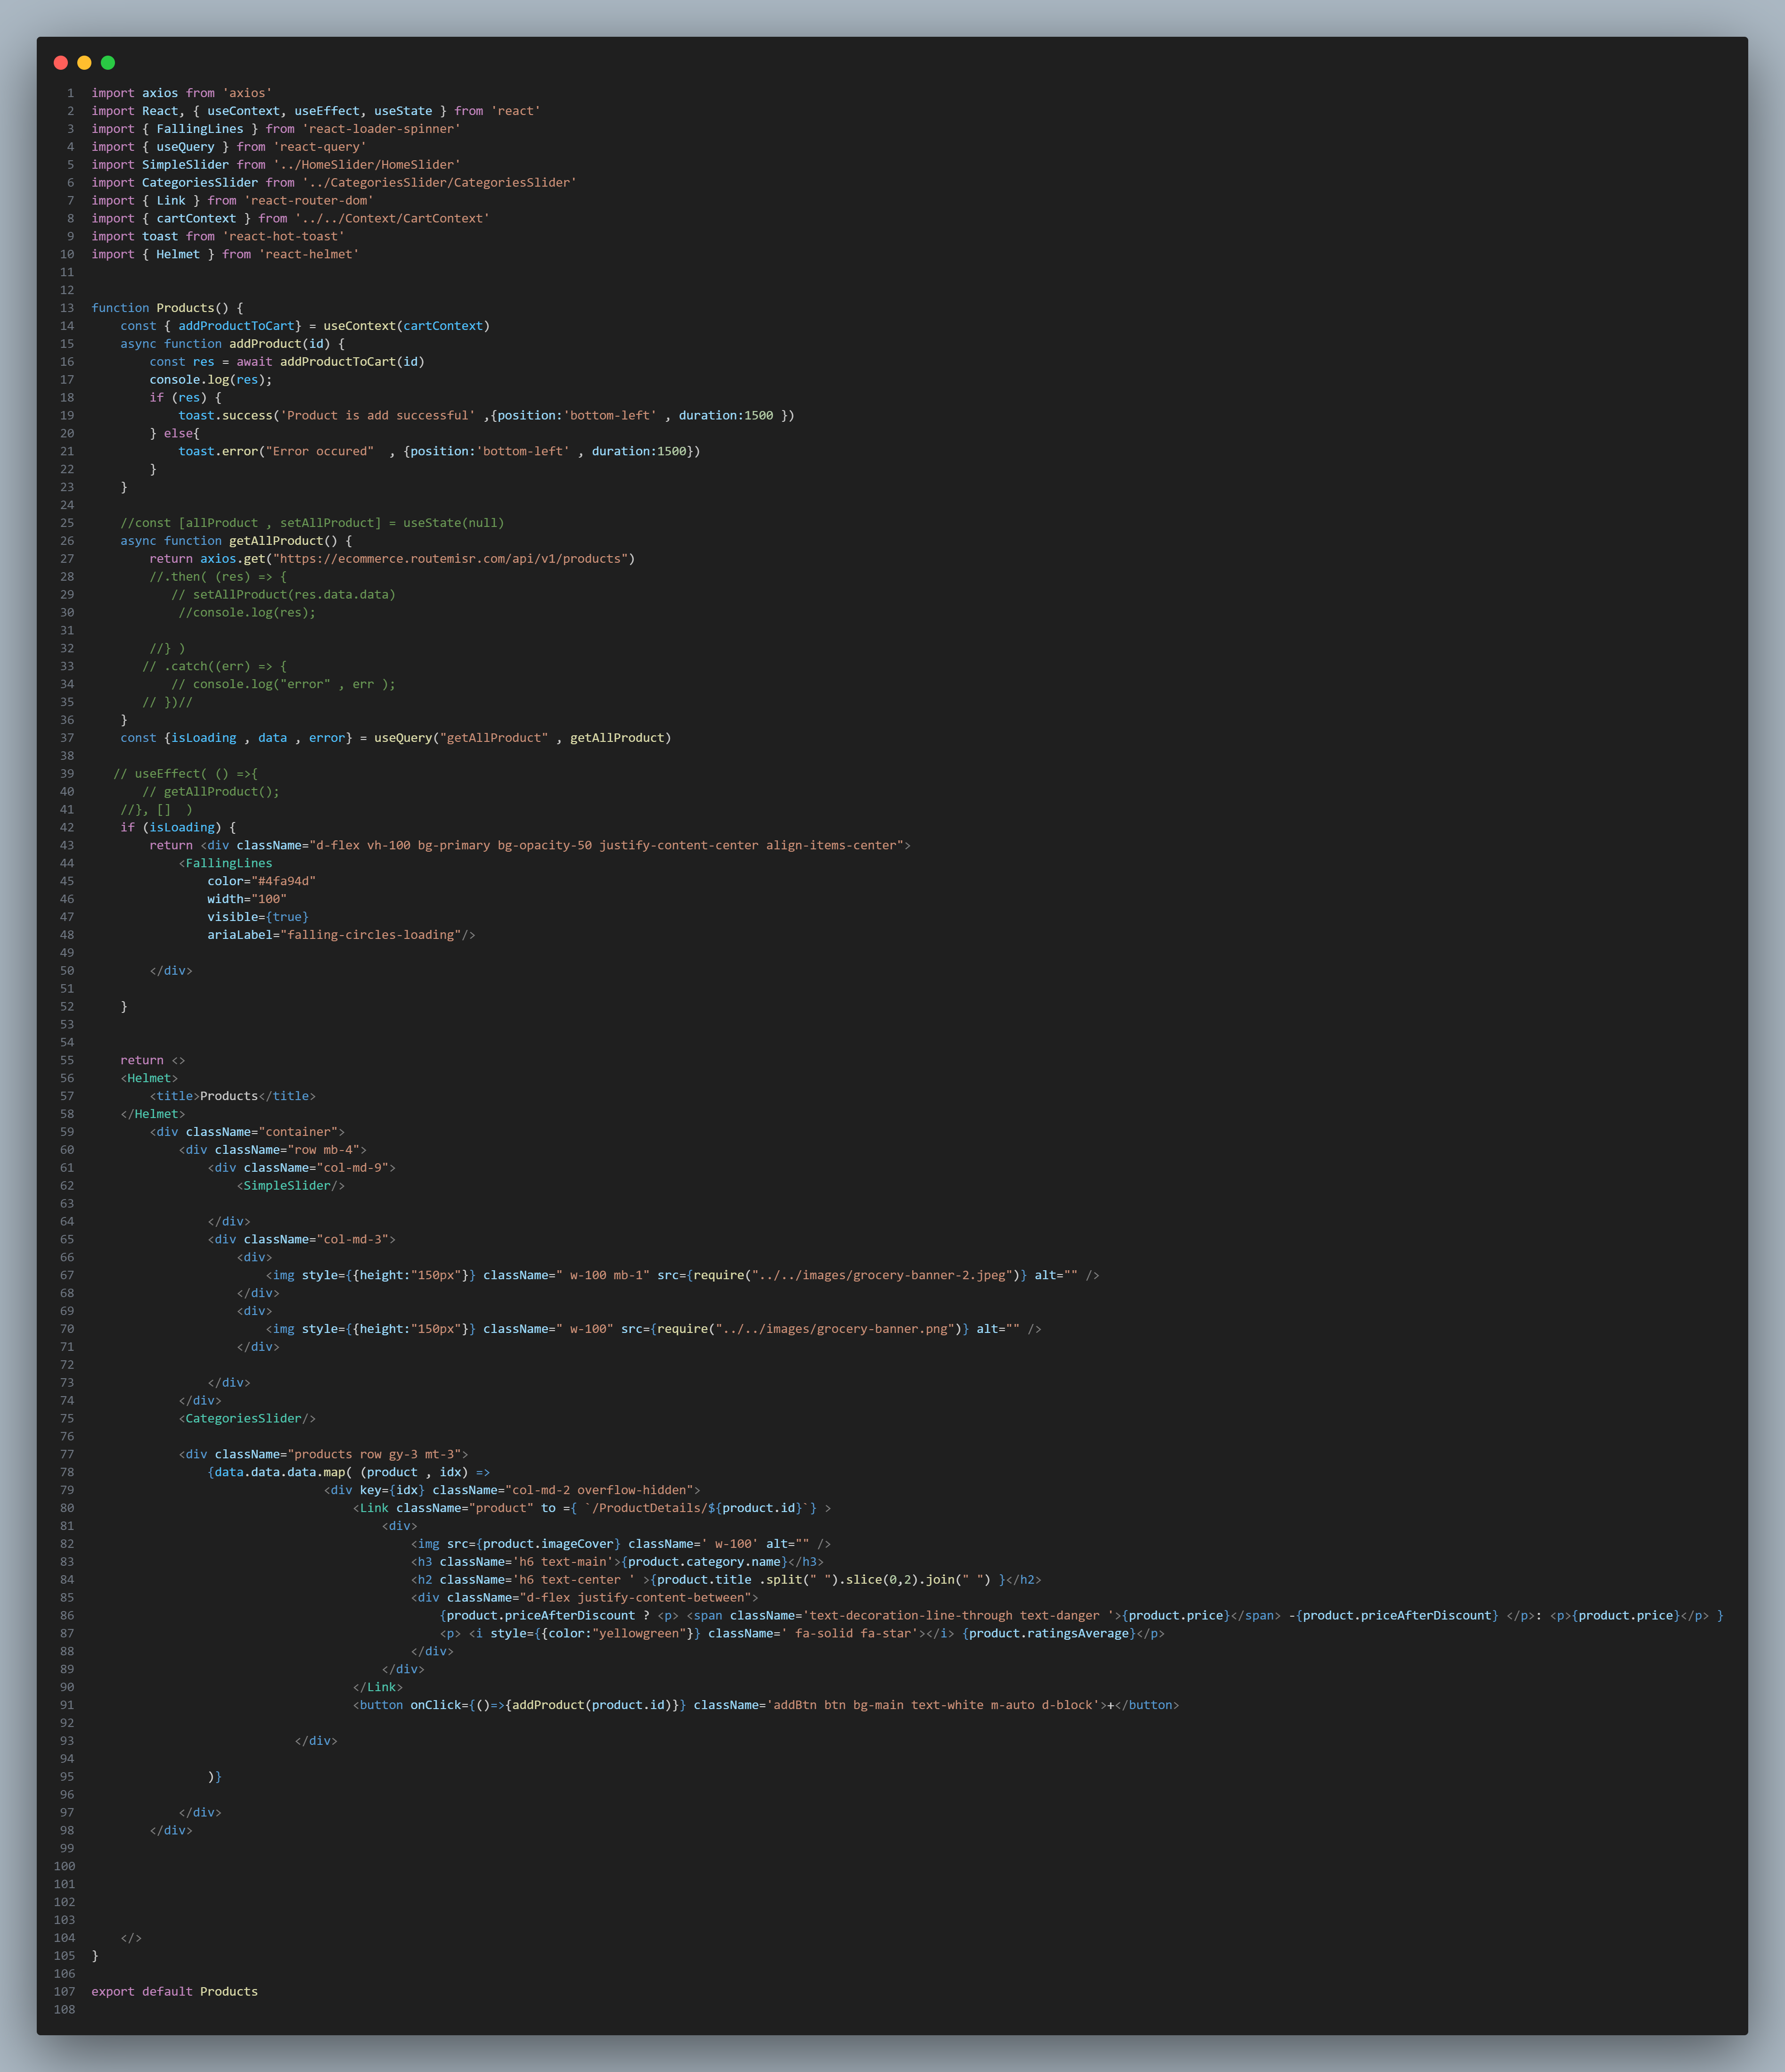 1 import axios from 'axios'
2 import React, { useContext, useEffect, useState } from 'react'
3 import { FallingLines } from 'react-loader-spinner'
4 import { useQuery } from 'react-query'
5 import SimpleSlider from '../HomeSlider/HomeSlider'
6 import CategoriesSlider from '../CategoriesSlider/CategoriesSlider'
7 import { Link } from 'react-router-dom'
8 import { cartContext } from '../../Context/CartContext'
9 import toast from 'react-hot-toast'
10 import { Helmet } from 'react-helmet'
11
12
13 function Products() {
14     const { addProductToCart} = useContext(cartContext)
15     async function addProduct(id) {
16         const res = await addProductToCart(id)
17         console.log(res);
18         if (res) {
19             toast.success('Product is add successful' ,{position:'bottom-left' , duration:1500 })
20         } else{
21             toast.error("Error occured"  , {position:'bottom-left' , duration:1500})
22         }
23     }
24
25     //const [allProduct , setAllProduct] = useState(null)
26     async function getAllProduct() {
27         return axios.get("https://ecommerce.routemisr.com/api/v1/products")
28         //.then( (res) => {
29            // setAllProduct(res.data.data)
30             //console.log(res);
31
32         //} )
33        // .catch((err) => {
34            // console.log("error" , err );
35        // })//
36     }
37     const {isLoading , data , error} = useQuery("getAllProduct" , getAllProduct)
38
39    // useEffect( () =>{
40        // getAllProduct();
41     //}, []  )
42     if (isLoading) {
43         return <div className="d-flex vh-100 bg-primary bg-opacity-50 justify-content-center align-items-center">
44             <FallingLines
45                 color="#4fa94d"
46                 width="100"
47                 visible={true}
48                 ariaLabel="falling-circles-loading"/>
49
50         </div>
51
52     }
53
54
55     return <>
56     <Helmet>
57         <title>Products</title>
58     </Helmet>
59         <div className="container">
60             <div className="row mb-4">
61                 <div className="col-md-9">
62                     <SimpleSlider/>
63
64                 </div>
65                 <div className="col-md-3">
66                     <div>
67                         <img style={{height:"150px"}} className=" w-100 mb-1" src={require("../../images/grocery-banner-2.jpeg")} alt="" />
68                     </div>
69                     <div>
70                         <img style={{height:"150px"}} className=" w-100" src={require("../../images/grocery-banner.png")} alt="" />
71                     </div>
72
73                 </div>
74             </div>
75             <CategoriesSlider/>
76
77             <div className="products row gy-3 mt-3">
78                 {data.data.data.map( (product , idx) =>
79                                 <div key={idx} className="col-md-2 overflow-hidden">
80                                     <Link className="product" to ={ `/ProductDetails/${product.id}`} >
81                                         <div>
82                                             <img src={product.imageCover} className=' w-100' alt="" />
83                                             <h3 className='h6 text-main'>{product.category.name}</h3>
84                                             <h2 className='h6 text-center ' >{product.title .split(" ").slice(0,2).join(" ") }</h2>
85                                             <div className="d-flex justify-content-between">
86                                                 {product.priceAfterDiscount ? <p> <span className='text-decoration-line-through text-danger '>{product.price}</span> -{product.priceAfterDiscount} </p>: <p>{product.price}</p> }
87                                                 <p> <i style={{color:"yellowgreen"}} className=' fa-solid fa-star'></i> {product.ratingsAverage}</p>
88                                             </div>
89                                         </div>
90                                     </Link>
91                                     <button onClick={()=>{addProduct(product.id)}} className='addBtn btn bg-main text-white m-auto d-block'>+</button>
92
93                             </div>
94
95                 )}
96
97             </div>
98         </div>
99
100
101
102
103
104     </>
105 }
106
107 export default Products
108